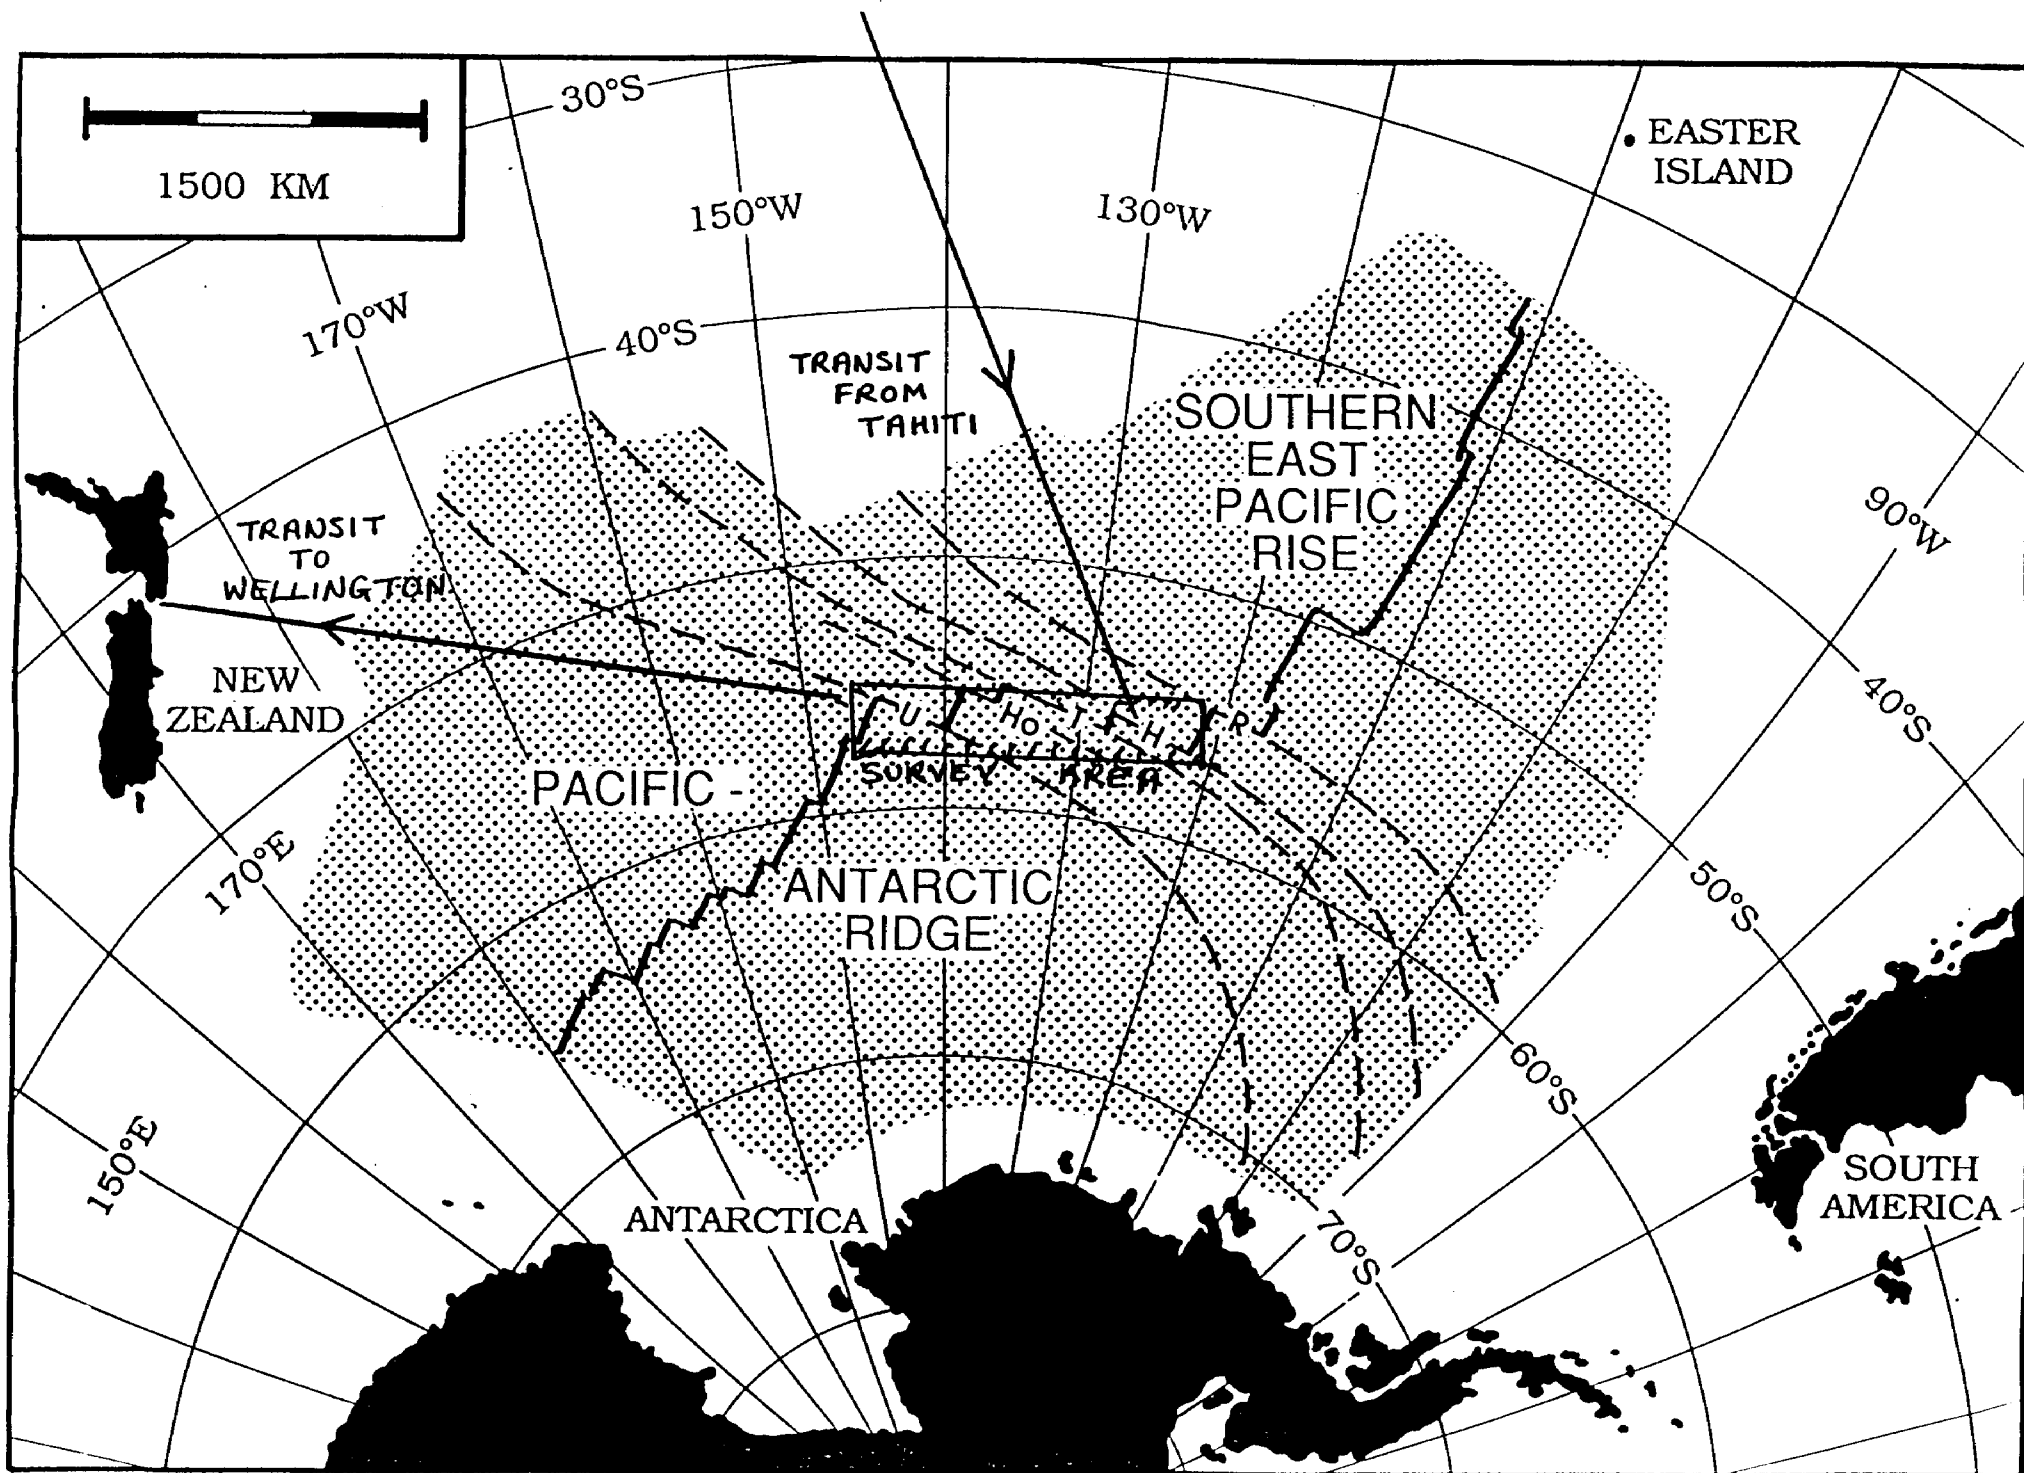 1500 KM
30°S
EASTER
ISLAND
150°W
130°W
170°W
40°S
TRANSIT
FROM
TAHITI
SOUTHERN
EAST
PACIFIC
RISE
90°W
TRANSIT
TO
WELLINGTON
NEW
ZEALAND
U
HO
T
H
R
40°S
SURVEY AREA
PACIFIC -
ANTARCTIC
RIDGE
170°E
50°S
60°S
150°E
SOUTH
AMERICA
ANTARCTICA
70°S